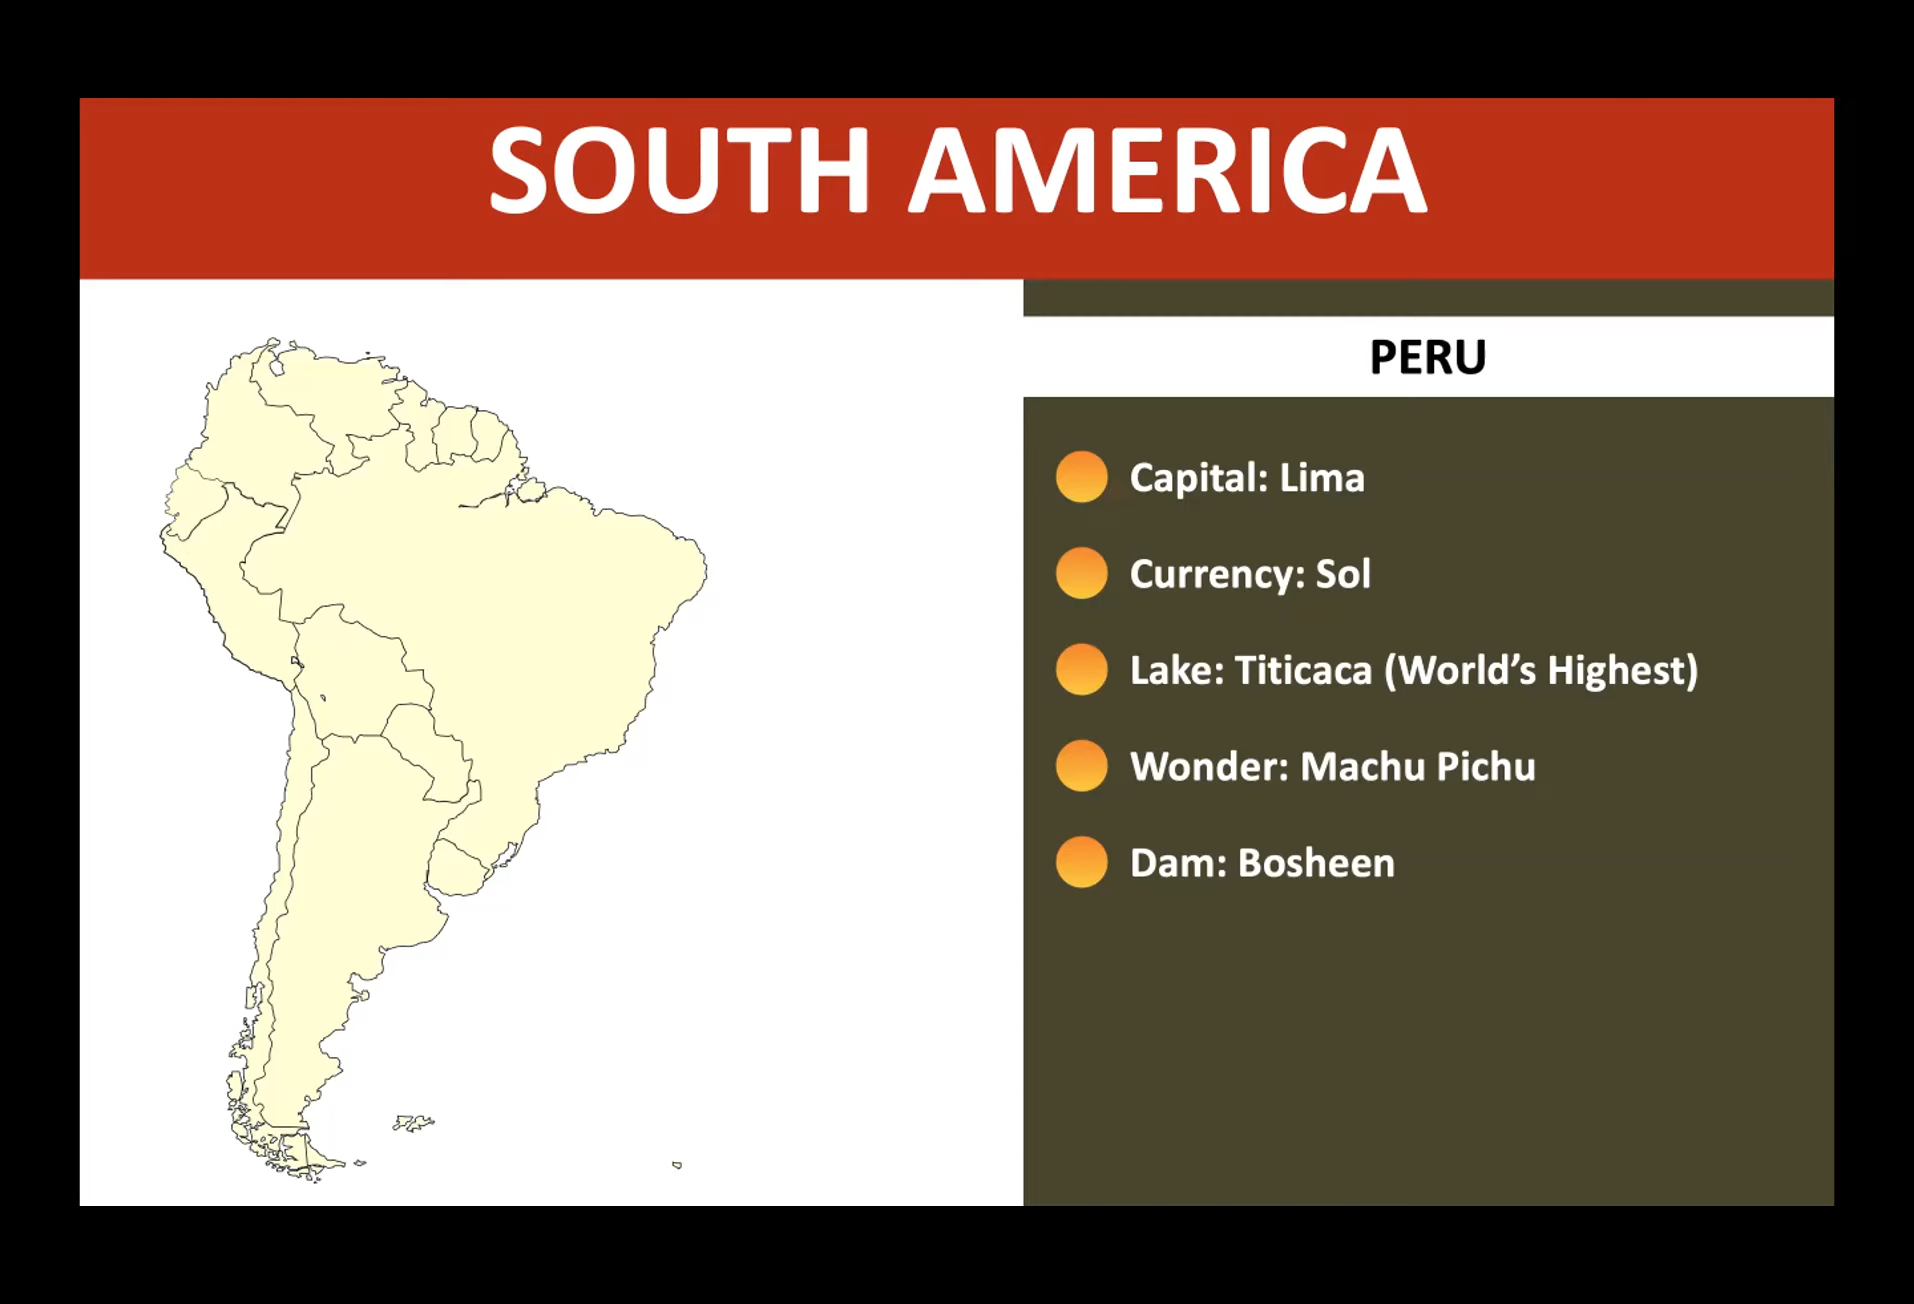 SOUTH AMERICA
PERU
Capital: Lima
Currency: Sol
Lake: Titicaca (World’s Highest)
Wonder: Machu Pichu
Dam: Bosheen